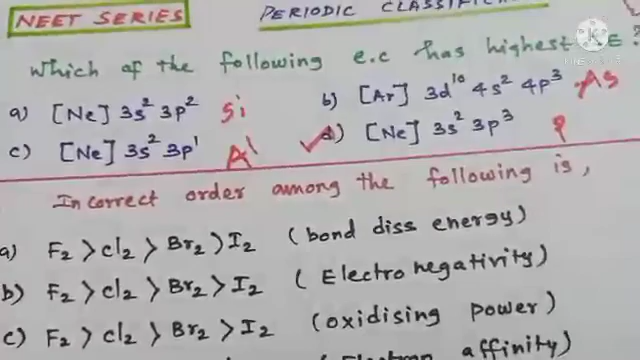 NEET SERIES
PERIODIC CLASSIFIC
Which of the following e.c has highest E ?
a) [Ne] 3s² 3p² Si
b) [Ar] 3d¹⁰ 4s² 4p³ As
c) [Ne] 3s² 3p¹ Al
✓d) [Ne] 3s² 3p³ P
Incorrect order among the following is,
a) F₂ > Cl₂ > Br₂ > I₂ (bond diss energy)
b) F₂ > Cl₂ > Br₂ > I₂ (Electronegativity)
c) F₂ > Cl₂ > Br₂ > I₂ (oxidising power)
affinity)